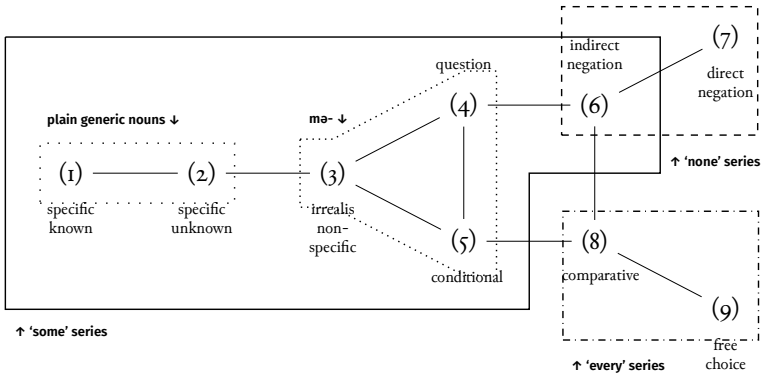 (7)
indirect
negation
direct
negation
question
(4)
(6)
plain generic nouns ↓
mə- ↓
↑ ‘none’ series
(1)
(2)
(3)
specific
known
specific
unknown
irrealis
non-
specific
(5)
(8)
conditional
comparative
(9)
↑ ‘some’ series
free
choice
↑ ‘every’ series